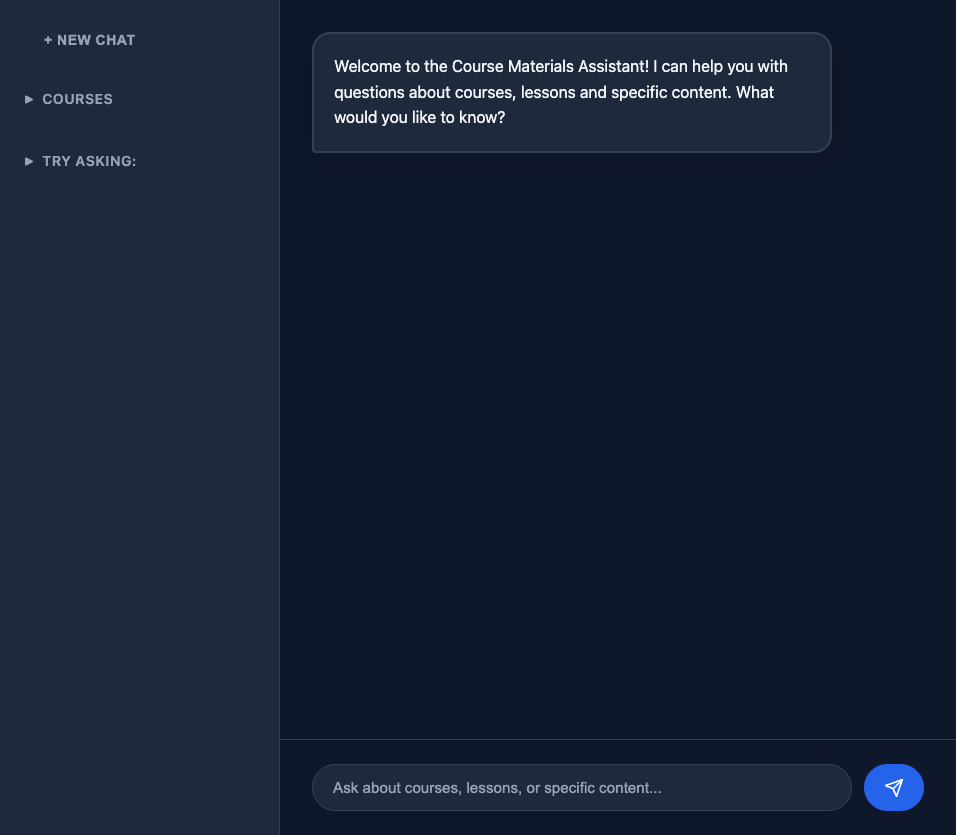 + NEW CHAT
▶ COURSES
▶ TRY ASKING:
Welcome to the Course Materials Assistant! I can help you with
questions about courses, lessons and specific content. What
would you like to know?
Ask about courses, lessons, or specific content...